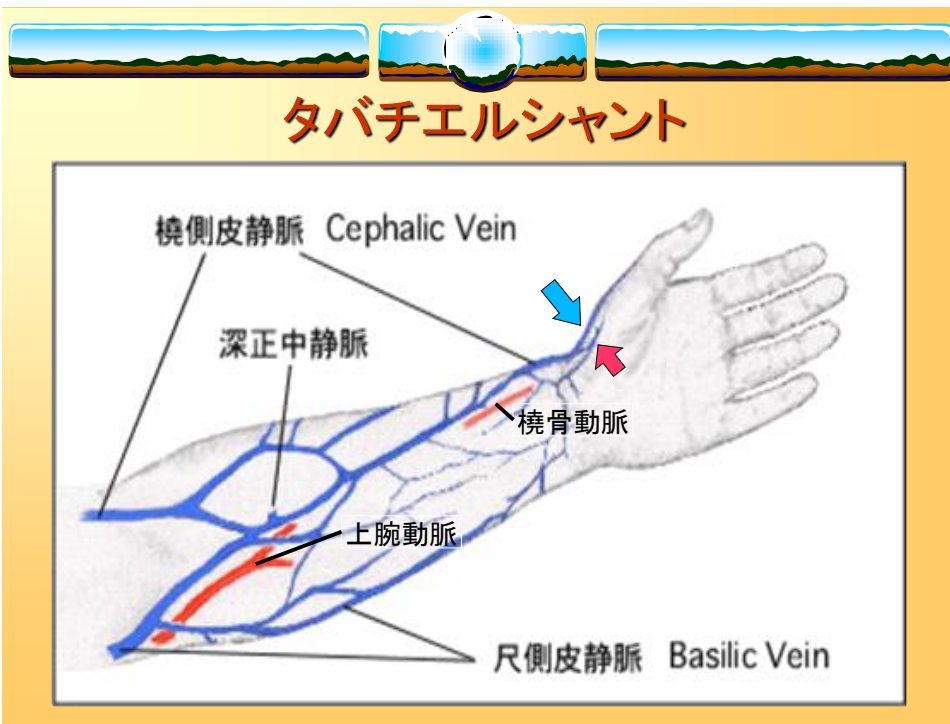 タバチエルシャント
橈側皮静脈 Cephalic Vein
深正中静脈
橈骨動脈
上腕動脈
尺側皮静脈 Basilic Vein